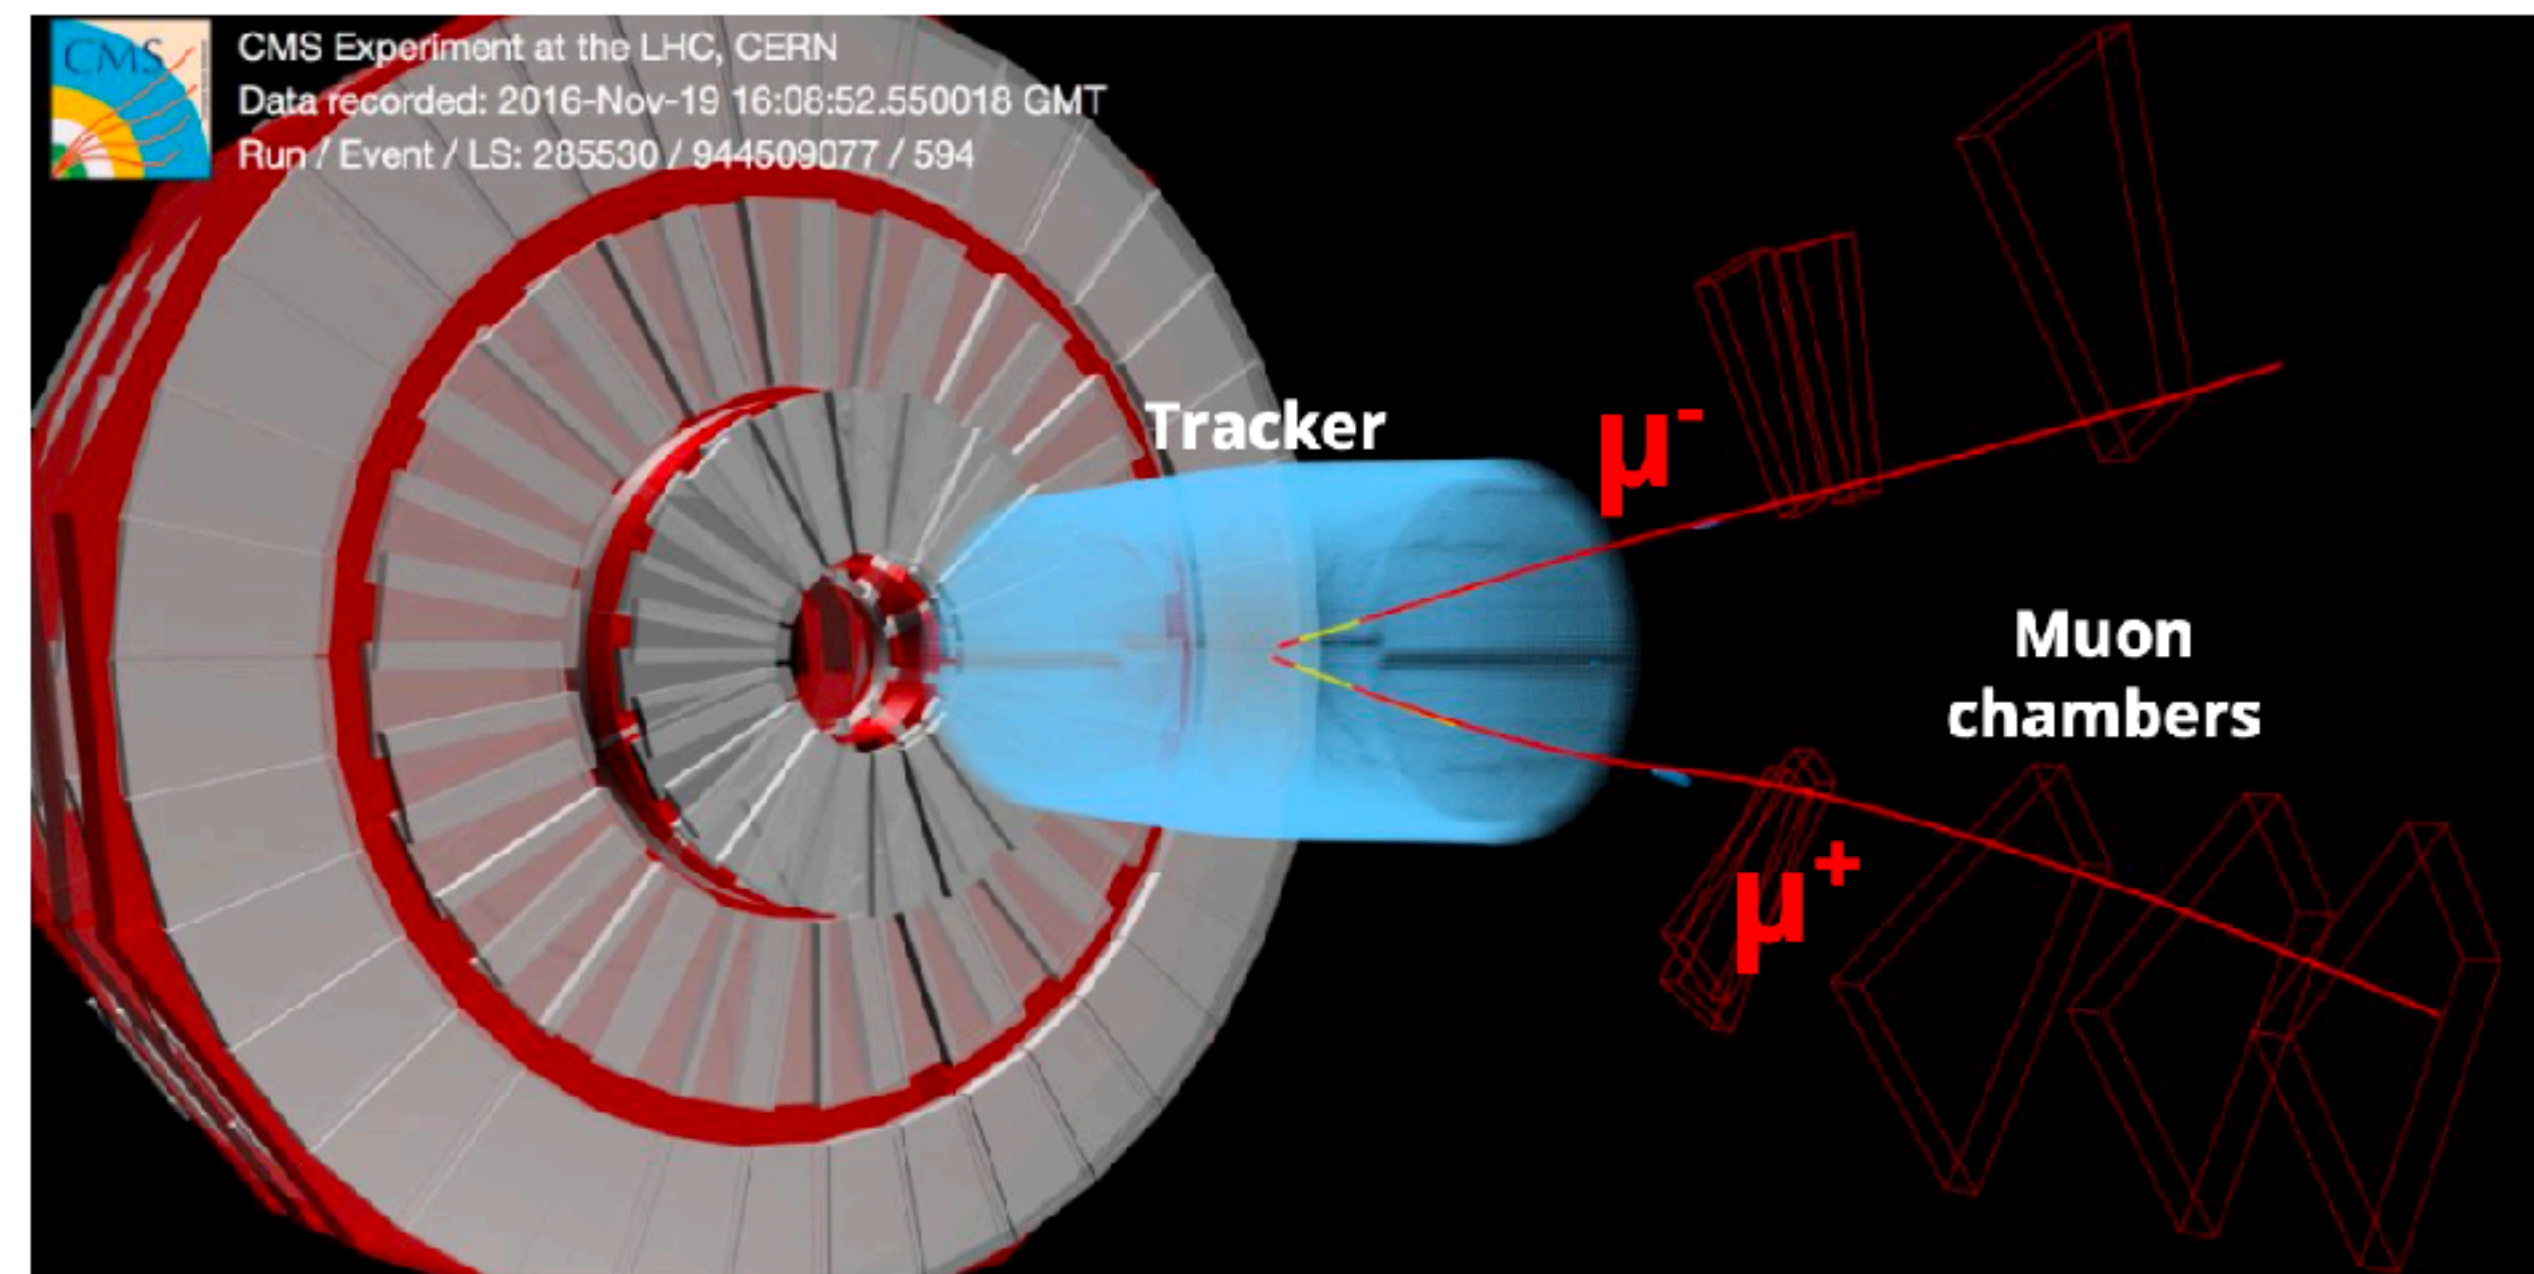 CMS
CMS Experiment at the LHC, CERN
Data recorded: 2016-Nov-19 16:08:52.550018 GMT
Run / Event / LS: 285530 / 944509077 / 594
Tracker
μ-
Muon
chambers
μ+